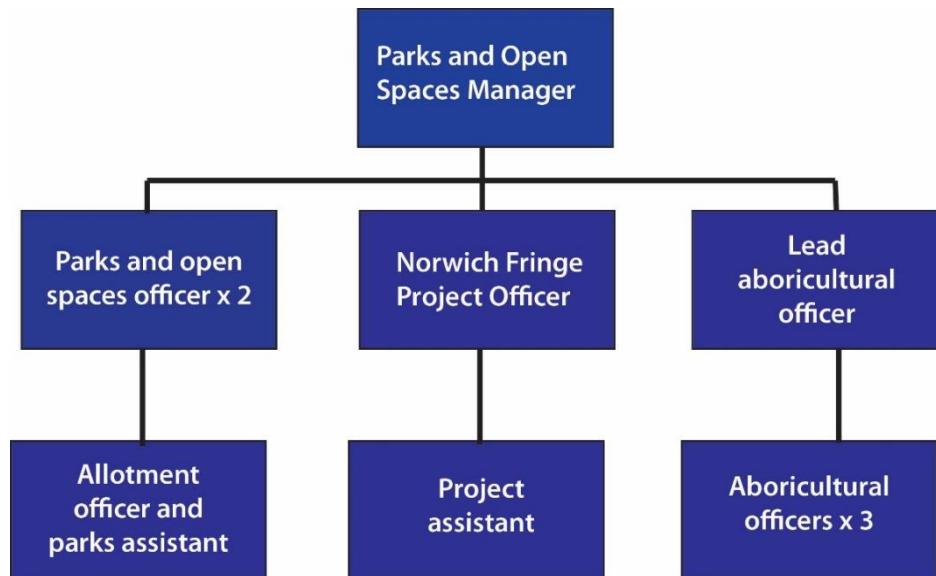 Parks and Open
Spaces Manager
Parks and open
spaces officer x 2
Norwich Fringe
Project Officer
Lead
aboricultural
officer
Allotment
officer and
parks assistant
Project
assistant
Aboricultural
officers x 3